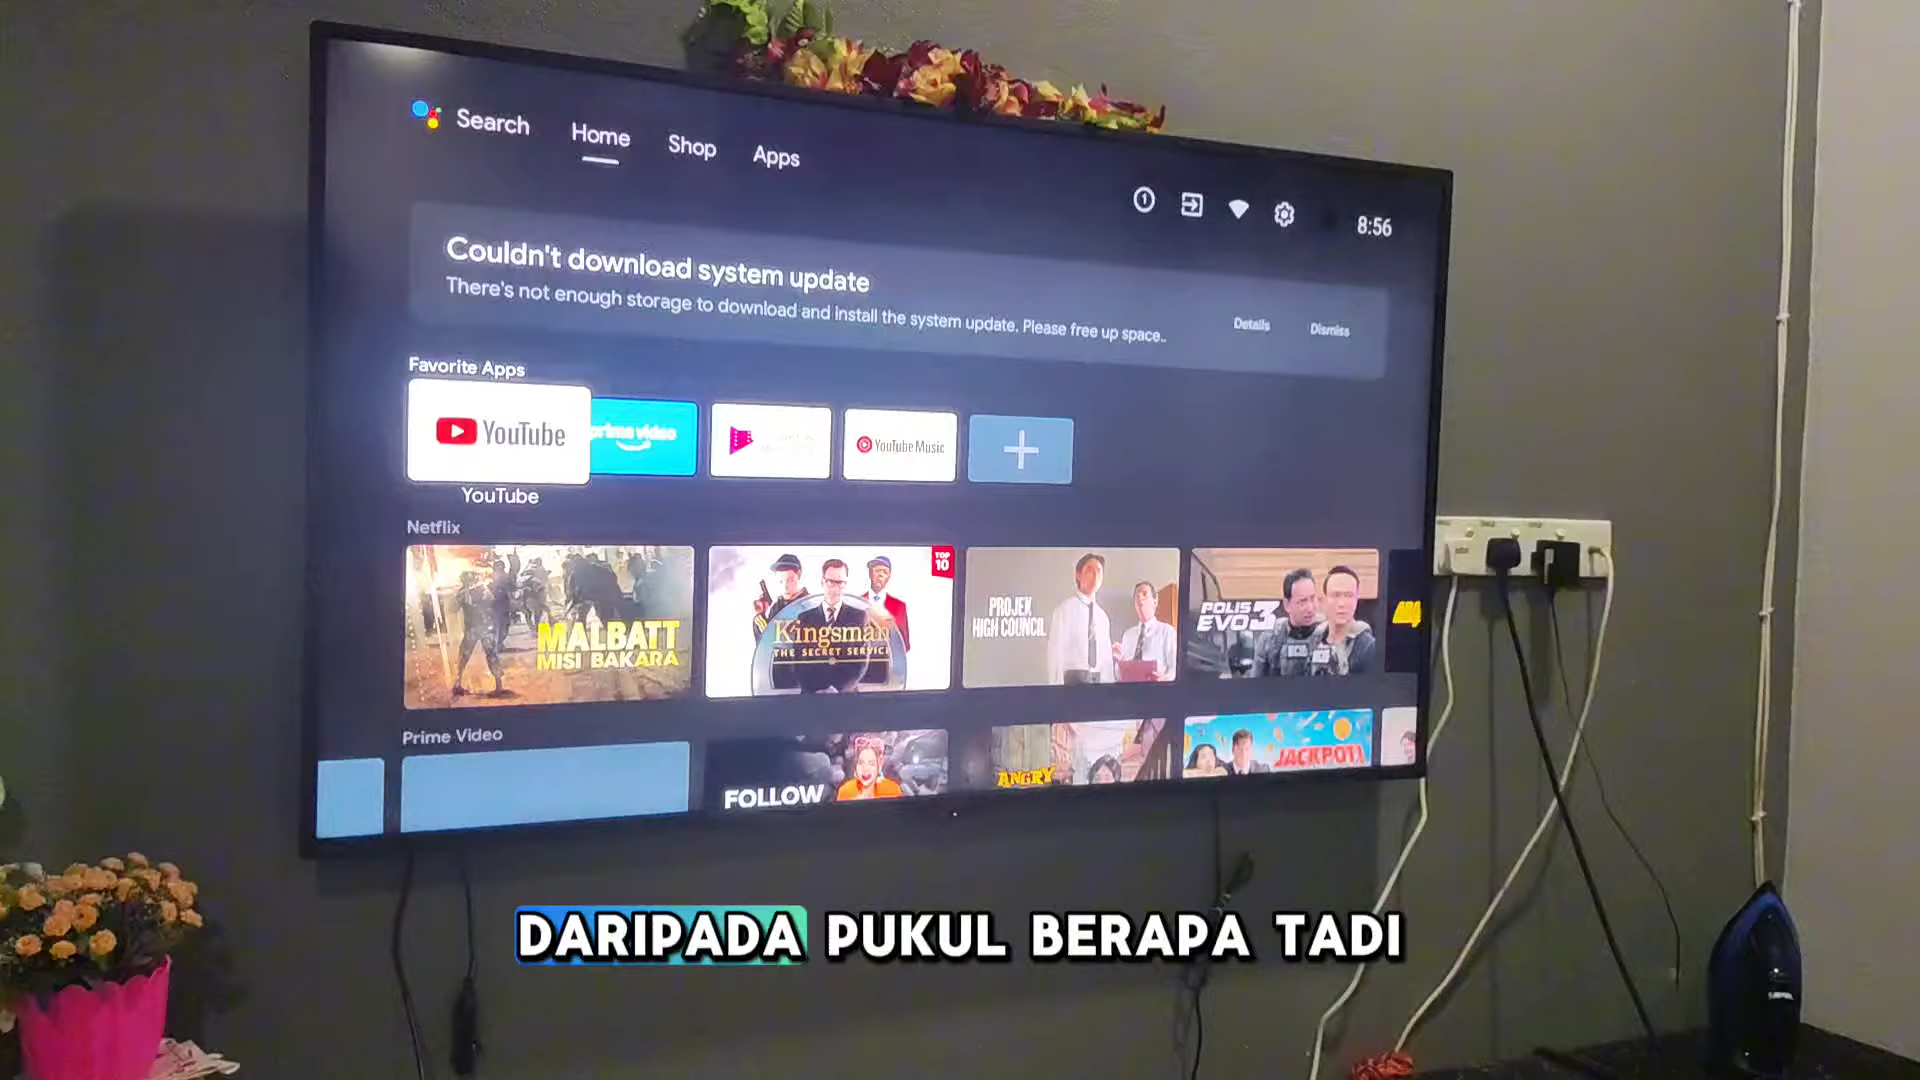 Search Home Shop Apps
1
8:56
Couldn't download system update
There's not enough storage to download and install the system update. Please free up space..
Details Dismiss
Favorite Apps
YouTube
prime video
YouTube Music
YouTube
Netflix
MALBATT
MISI BAKARA
TOP
10
Kingsman
THE SECRET SERVICE
PROJEK
HIGH COUNCIL
POLIS
EVO 3
Prime Video
FOLLOW
ANGRY
JACKPOT!
DARIPADA PUKUL BERAPA TADI